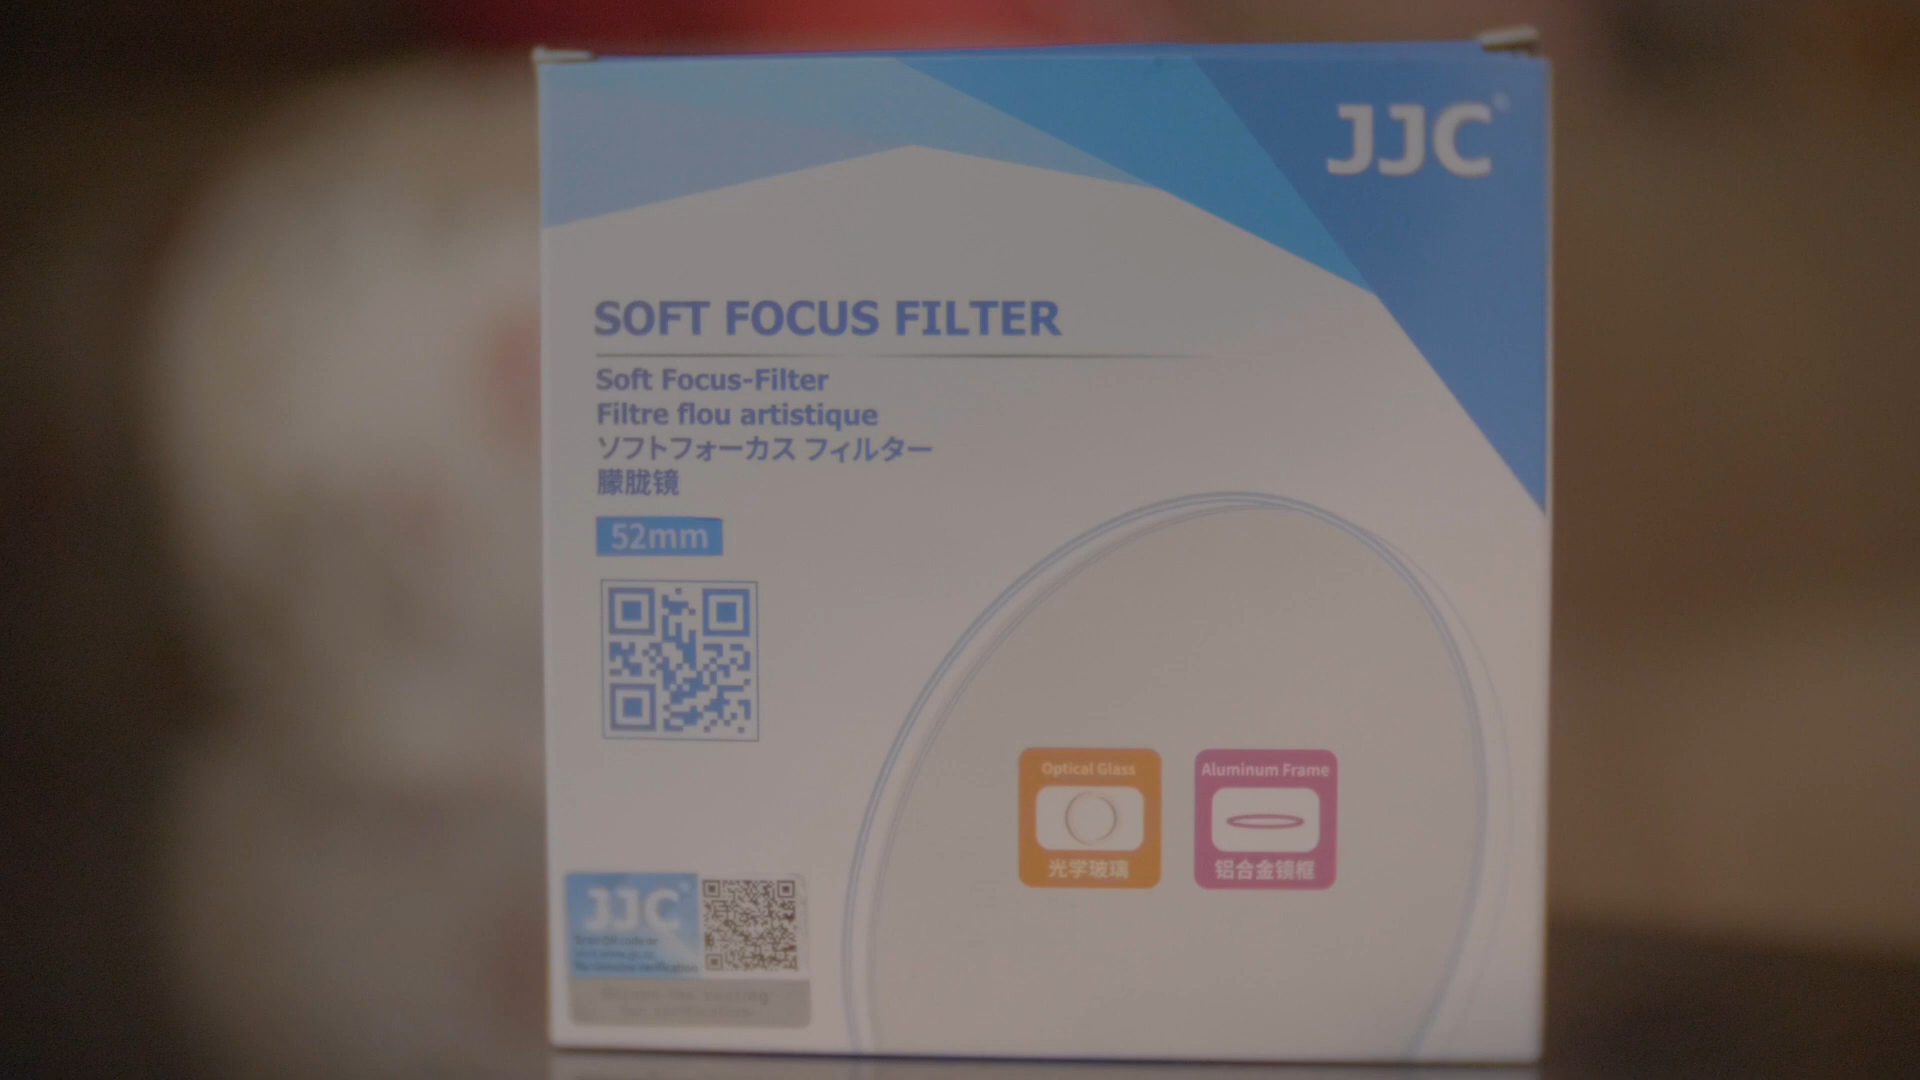 JJC
SOFT FOCUS FILTER
Soft Focus-Filter
Filtre flou artistique
ソフトフォーカス フィルター
朦胧镜
52mm
Optical Glass
光学玻璃
Aluminum Frame
铝合金镜框
JJC